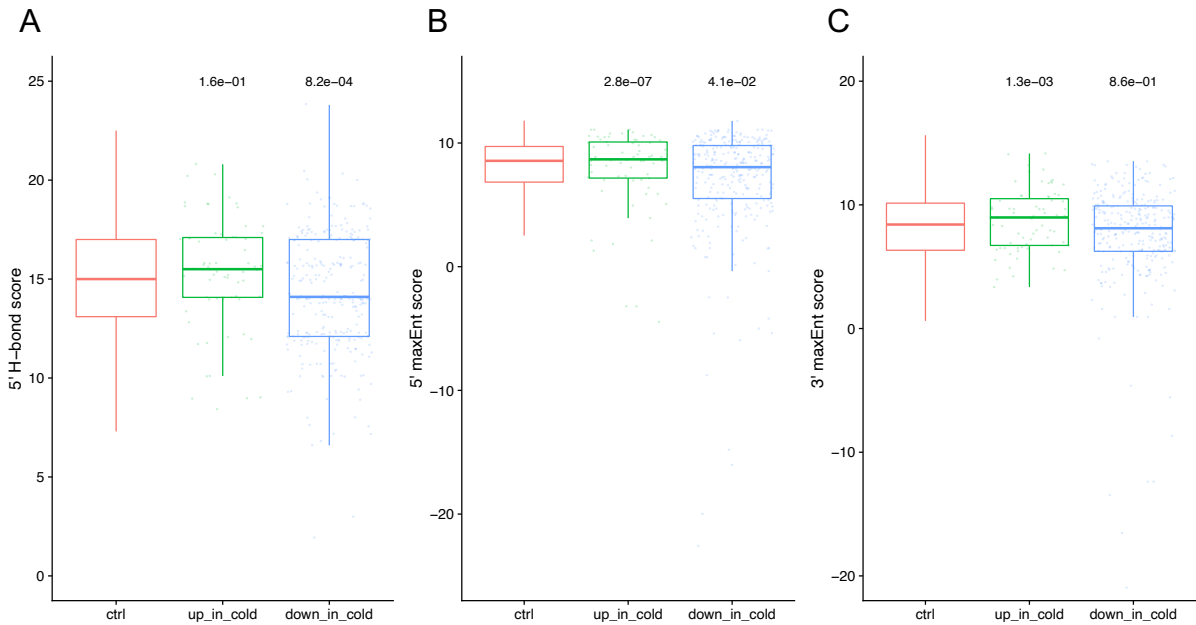 A
5' H-bond score
25
20
15
10
5
0
1.6e−01
8.2e−04
ctrl
up_in_cold
down_in_cold
B
5' maxEnt score
10
0
−10
−20
2.8e−07
4.1e−02
ctrl
up_in_cold
down_in_cold
C
3' maxEnt score
20
10
0
−10
−20
1.3e−03
8.6e−01
ctrl
up_in_cold
down_in_cold